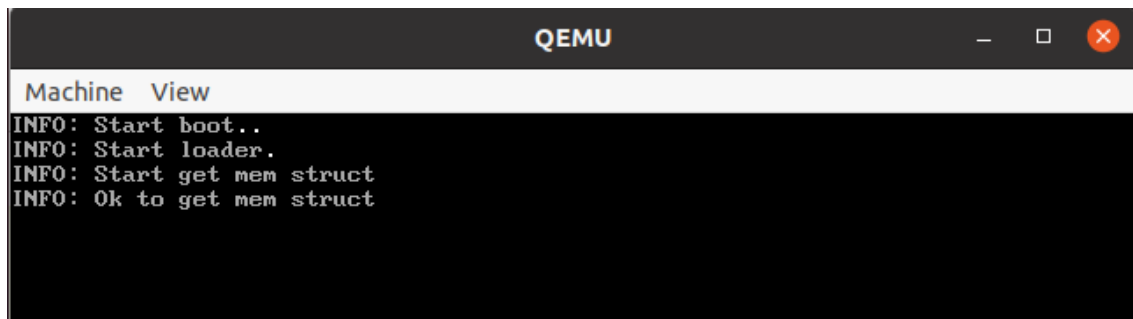 QEMU
Machine View
INFO: Start boot..
INFO: Start loader.
INFO: Start get mem struct
INFO: Ok to get mem struct